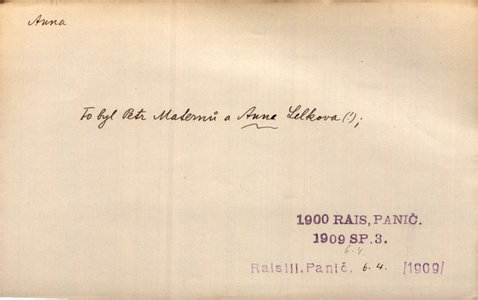 Anna
To byl Petr Maternů a Anna Lelkova (!);
1900 RAIS, PANIČ.
1909 SP. 3.
6-4
Rais III. Panič. 6. 4. /1909/